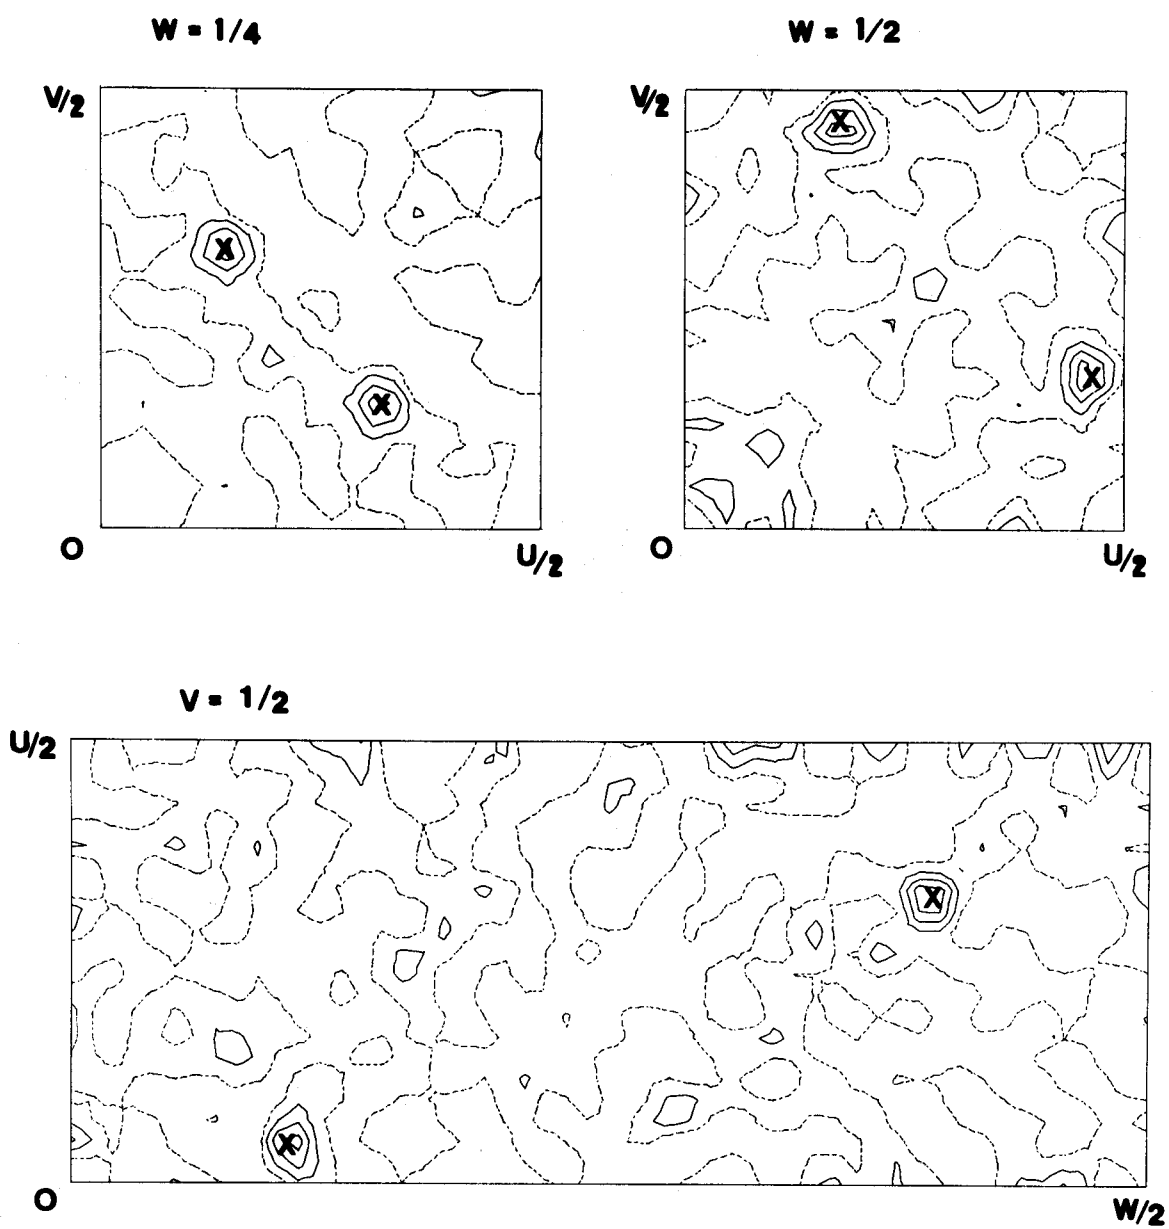 W = 1/4
W = 1/2
V/2
V/2
X
X
X
X
O
U/2
O
U/2
V = 1/2
U/2
X
X
O
W/2